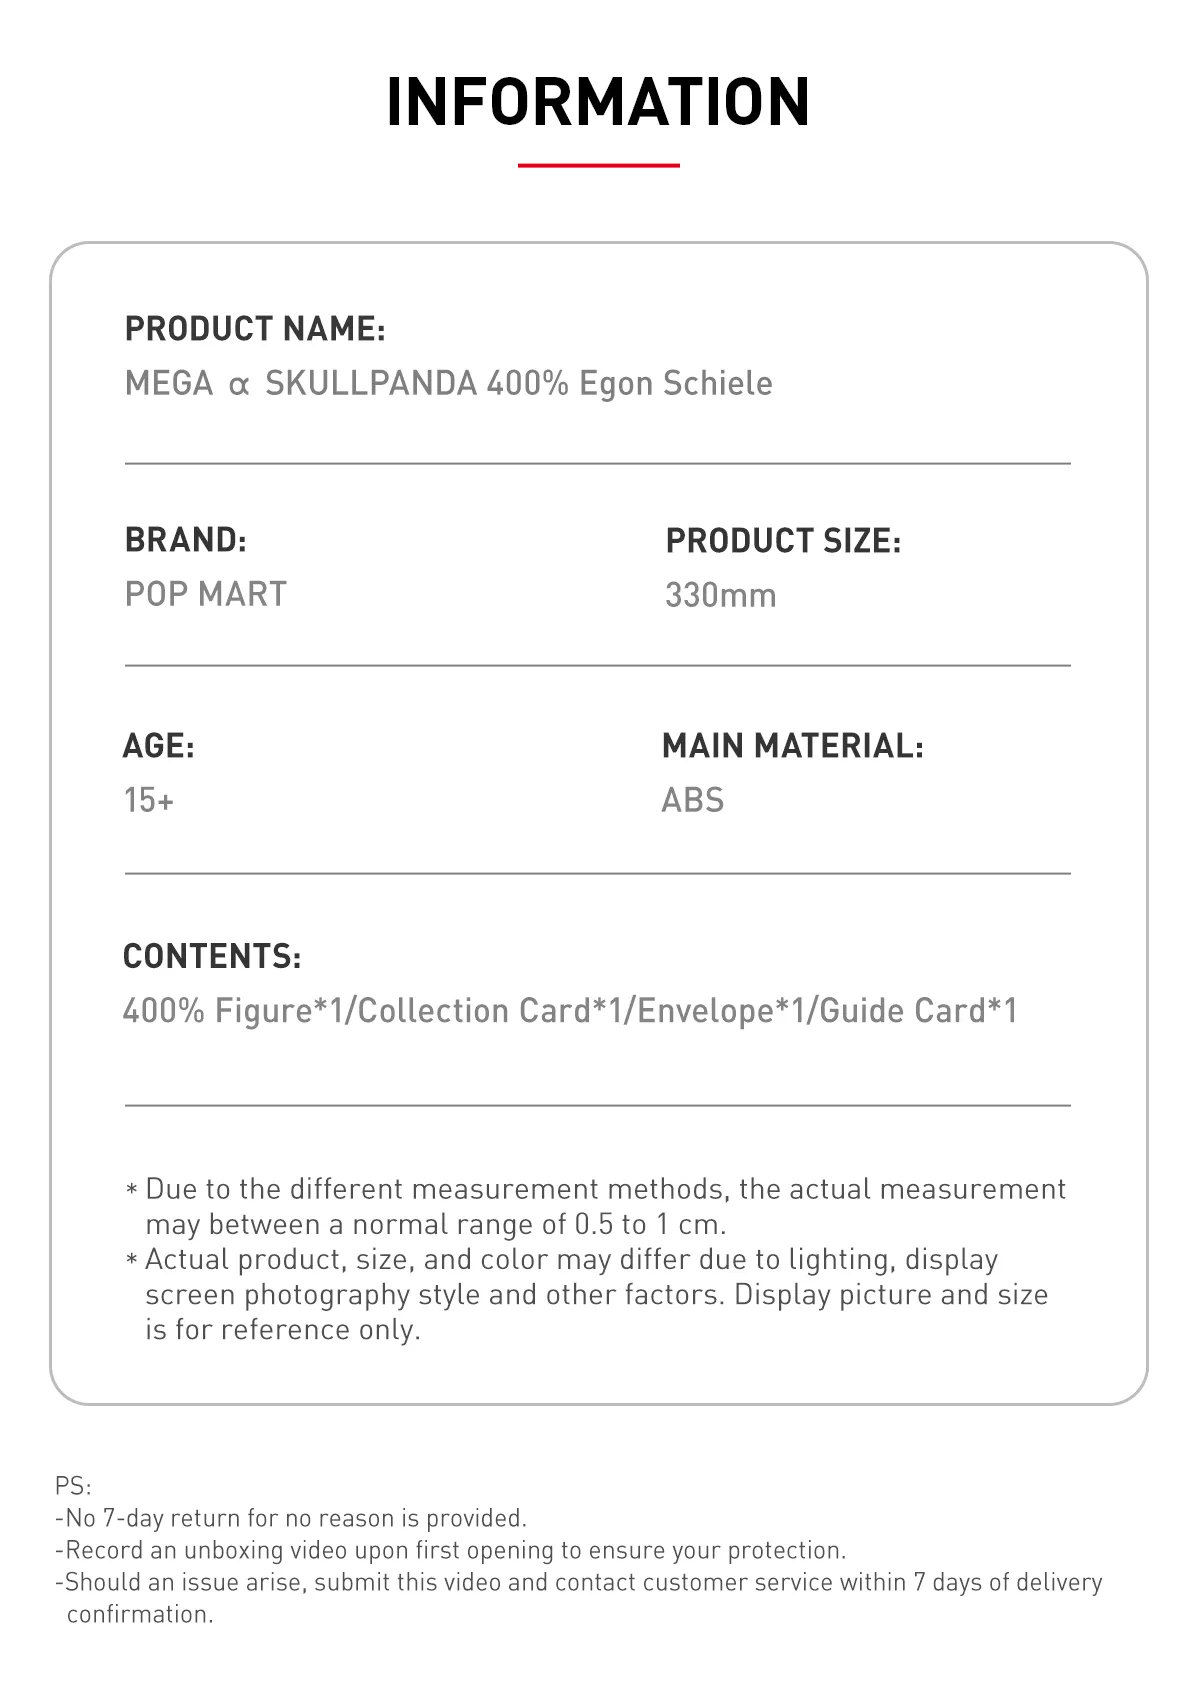 INFORMATION
PRODUCT NAME:
MEGA ∝ SKULLPANDA 400% Egon Schiele
BRAND:
POP MART
PRODUCT SIZE:
330mm
AGE:
15+
MAIN MATERIAL:
ABS
CONTENTS:
400% Figure*1/Collection Card*1/Envelope*1/Guide Card*1
* Due to the different measurement methods, the actual measurement
may between a normal range of 0.5 to 1 cm.
* Actual product, size, and color may differ due to lighting, display
screen photography style and other factors. Display picture and size
is for reference only.
PS:
-No 7-day return for no reason is provided.
-Record an unboxing video upon first opening to ensure your protection.
-Should an issue arise, submit this video and contact customer service within 7 days of delivery
confirmation.